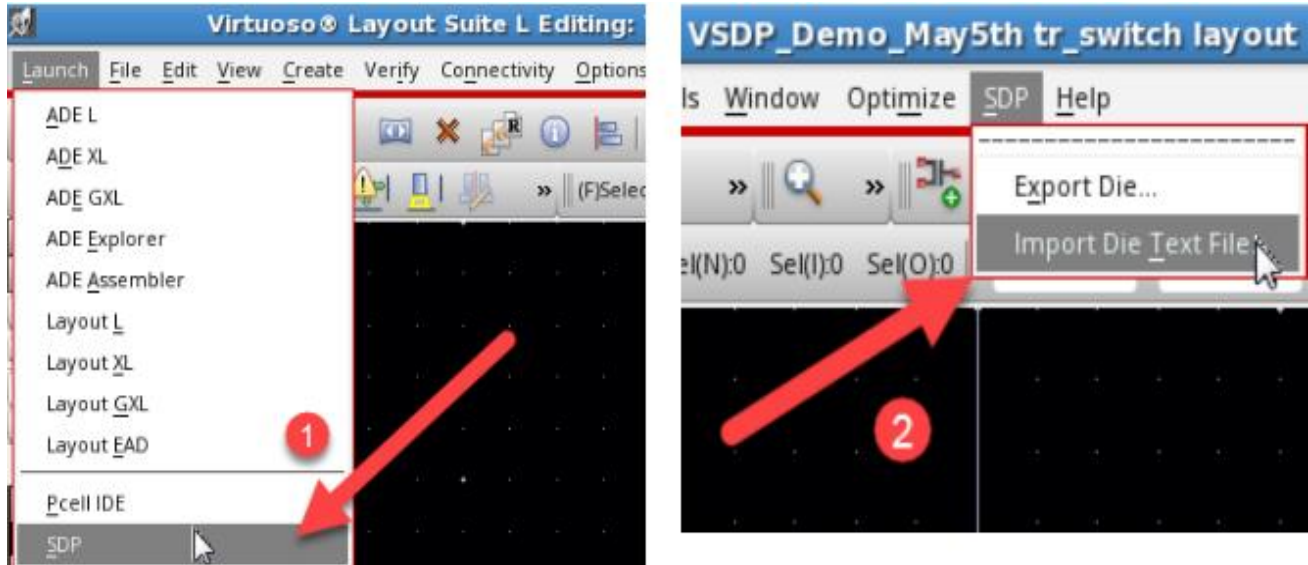 Virtuoso® Layout Suite L Editing:
Launch File Edit View Create Verify Connectivity Options
ADE L
ADE XL
ADE GXL
ADE Explorer
ADE Assembler
Layout L
Layout XL
Layout GXL
Layout EAD
Pcell IDE
SDP
R
» (F)Selec
1
VSDP_Demo_May5th tr_switch layout
ls Window Optimize SDP Help
Export Die...
Import Die Text File
» »
el(N):0 Sel(I):0 Sel(O):0
2